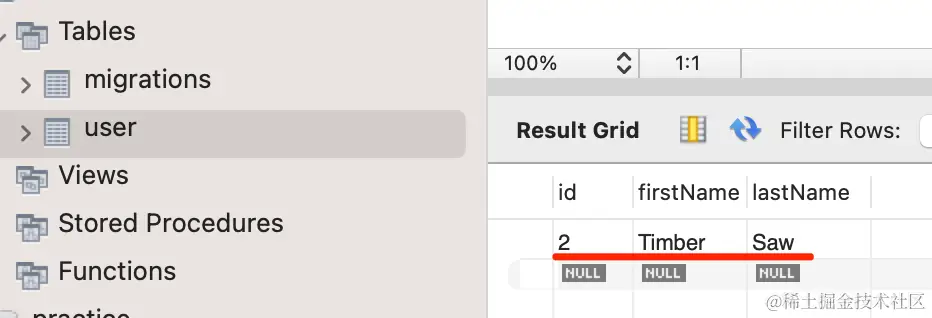 Tables
migrations
user
Views
Stored Procedures
Functions
practice
100%
1:1
Result Grid
Filter Rows:
id firstName lastName
2 Timber Saw
NULL NULL NULL
@稀土掘金技术社区